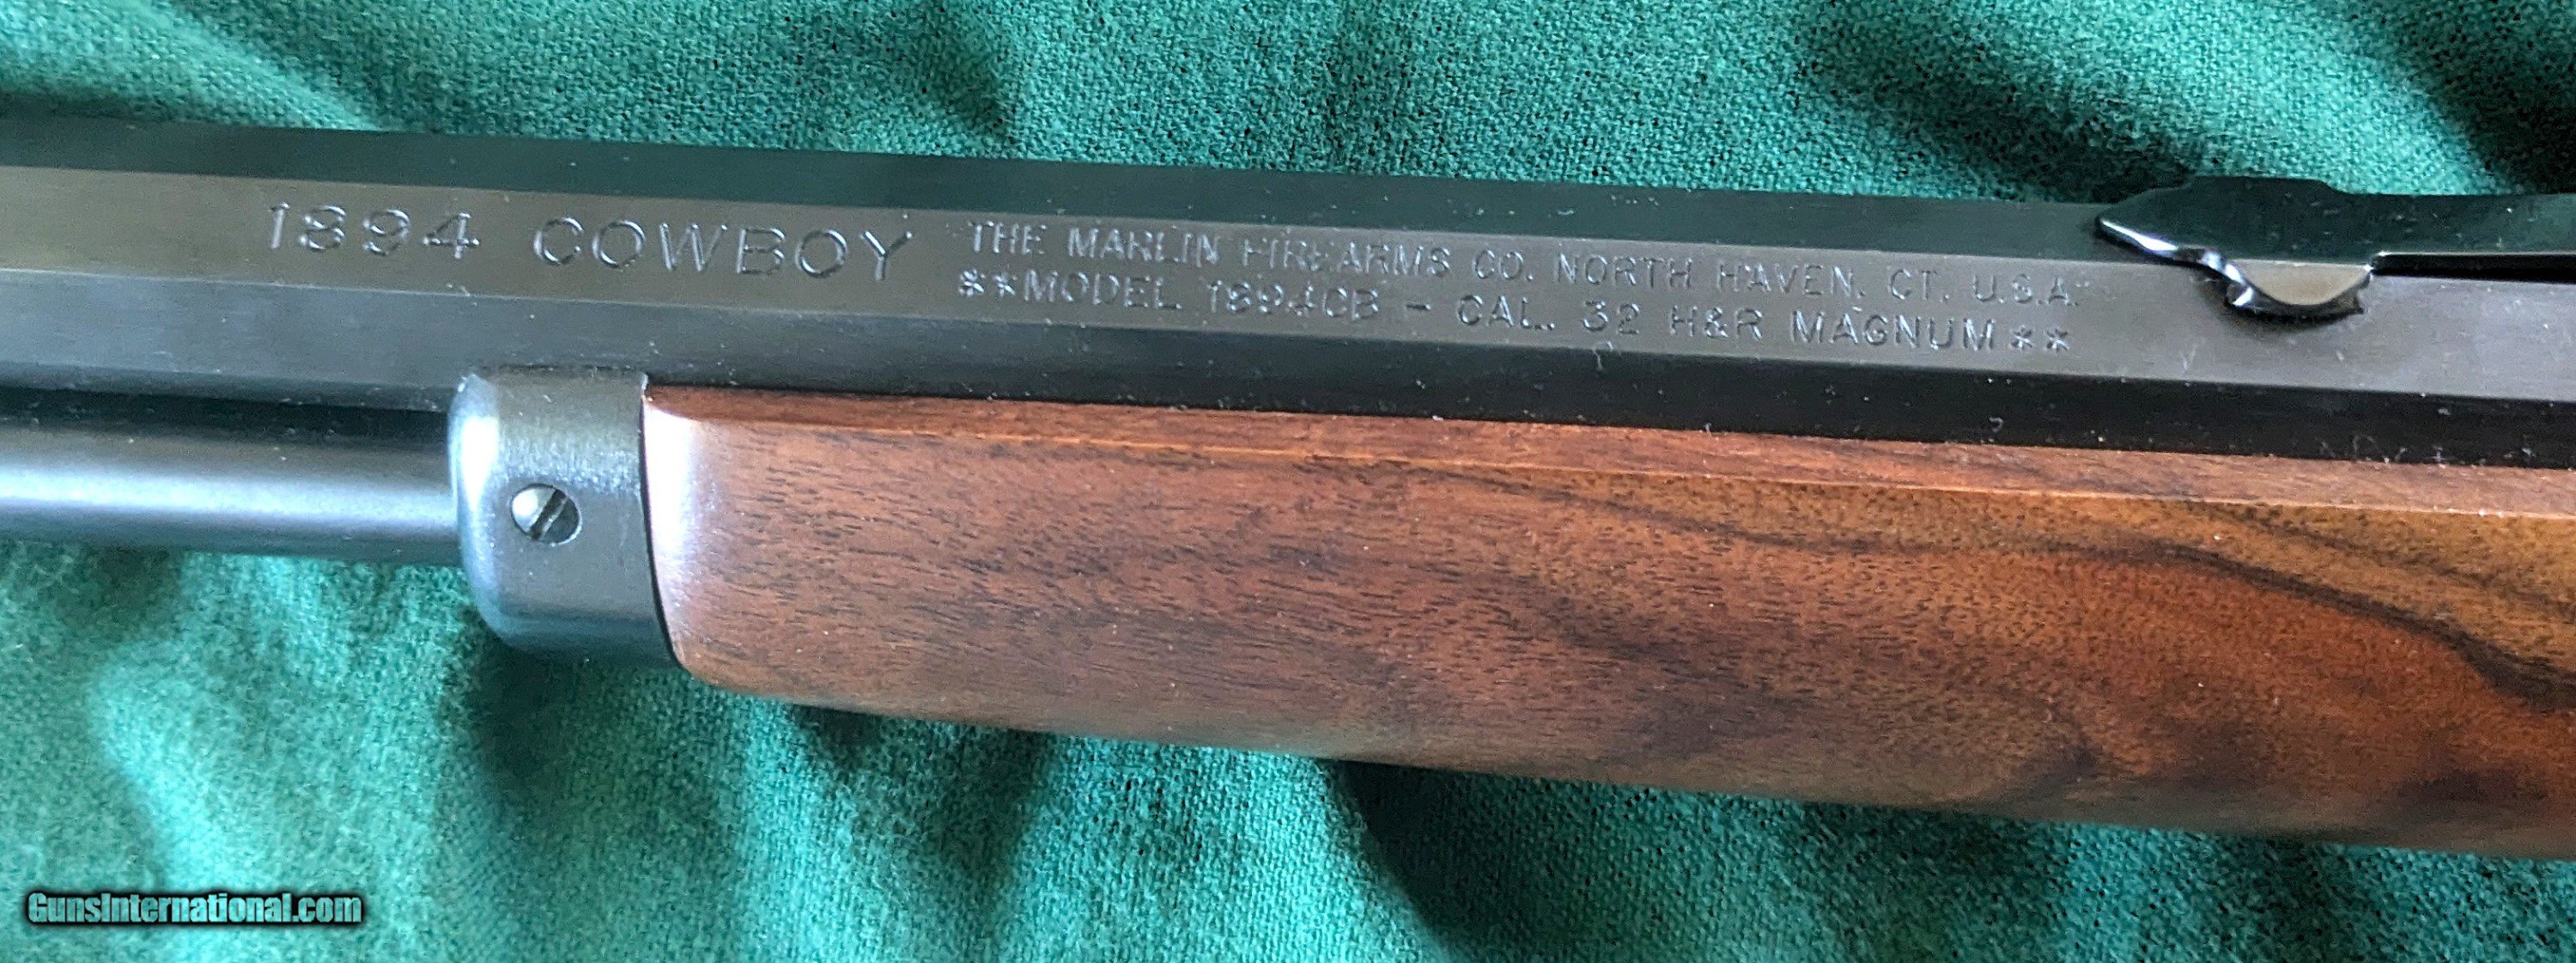 1894 COWBOY
THE MARLIN FIREARMS CO. NORTH HAVEN, CT. U.S.A.
**MODEL 1894CB - CAL. 32 H&R MAGNUM**
GunsInternational.com